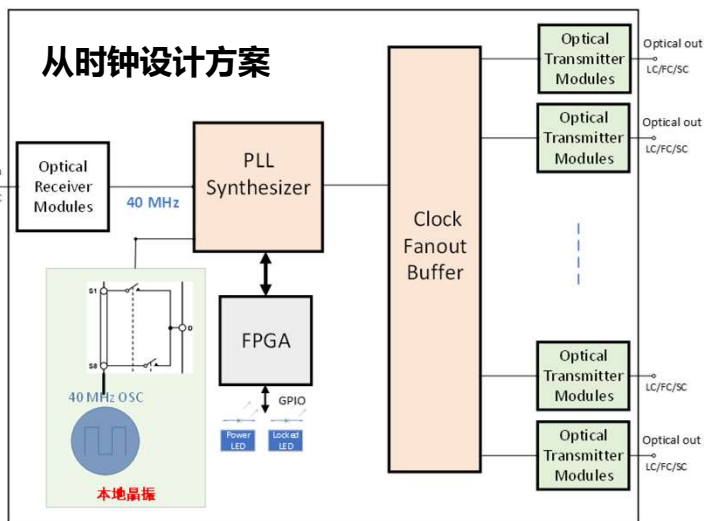 从时钟设计方案
Optical
Receiver
Modules
40 MHz
PLL
Synthesizer
FPGA
GPIO
Power
LED
Locked
LED
S1
D
S8
40 MHz OSC
本地晶振
Clock
Fanout
Buffer
Optical
Transmitter
Modules
Optical out
LC/FC/SC
Optical
Transmitter
Modules
Optical out
LC/FC/SC
Optical
Transmitter
Modules
LC/FC/SC
Optical
Transmitter
Modules
Optical out
LC/FC/SC